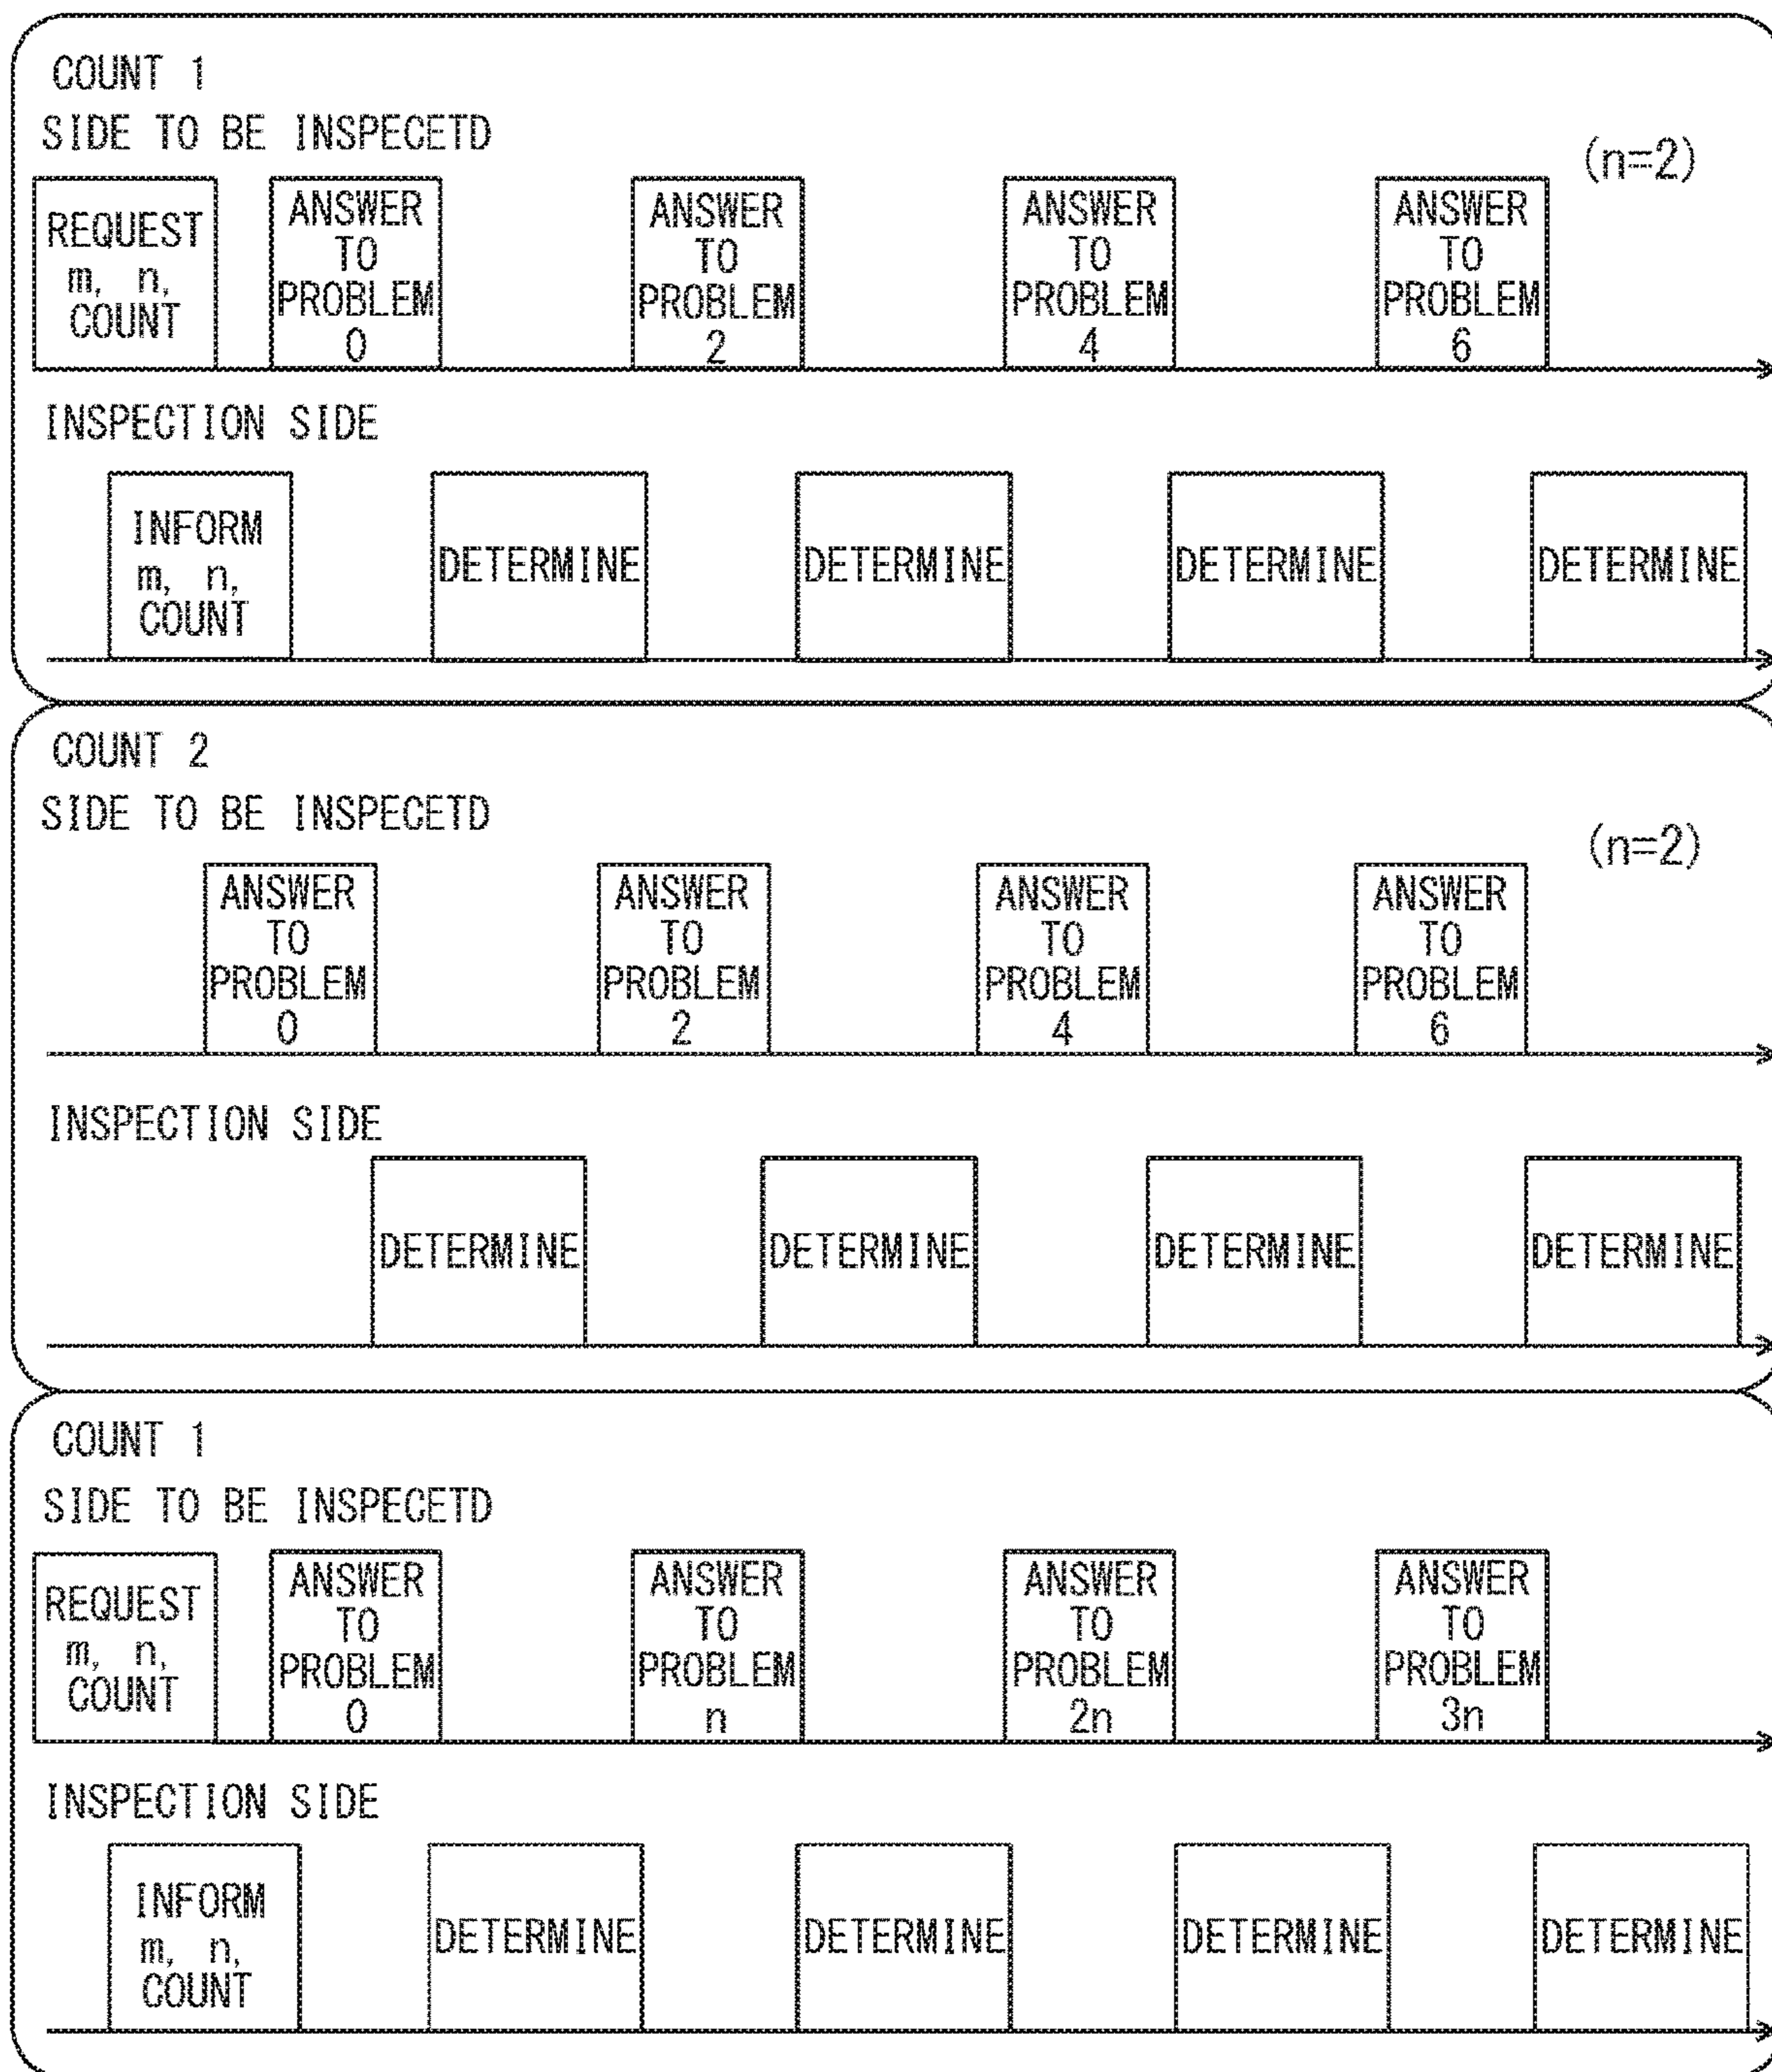 COUNT 1
SIDE TO BE INSPECETD
(n=2)
REQUEST
m, n,
COUNT
ANSWER
TO
PROBLEM
0
ANSWER
TO
PROBLEM
2
ANSWER
TO
PROBLEM
4
ANSWER
TO
PROBLEM
6
INSPECTION SIDE
INFORM
m, n,
COUNT
DETERMINE
DETERMINE
DETERMINE
DETERMINE
COUNT 2
SIDE TO BE INSPECETD
(n=2)
ANSWER
TO
PROBLEM
0
ANSWER
TO
PROBLEM
2
ANSWER
TO
PROBLEM
4
ANSWER
TO
PROBLEM
6
INSPECTION SIDE
DETERMINE
DETERMINE
DETERMINE
DETERMINE
COUNT 1
SIDE TO BE INSPECETD
REQUEST
m, n,
COUNT
ANSWER
TO
PROBLEM
0
ANSWER
TO
PROBLEM
n
ANSWER
TO
PROBLEM
2n
ANSWER
TO
PROBLEM
3n
INSPECTION SIDE
INFORM
m, n,
COUNT
DETERMINE
DETERMINE
DETERMINE
DETERMINE